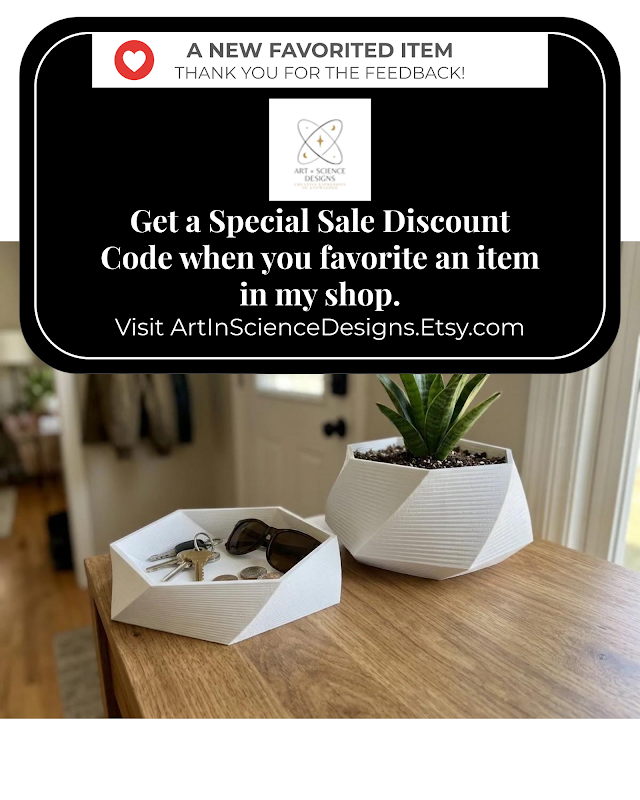 A NEW FAVORITED ITEM
THANK YOU FOR THE FEEDBACK!
ART + SCIENCE
DESIGNS
Get a Special Sale Discount
Code when you favorite an item
in my shop.
Visit ArtInScienceDesigns.Etsy.com